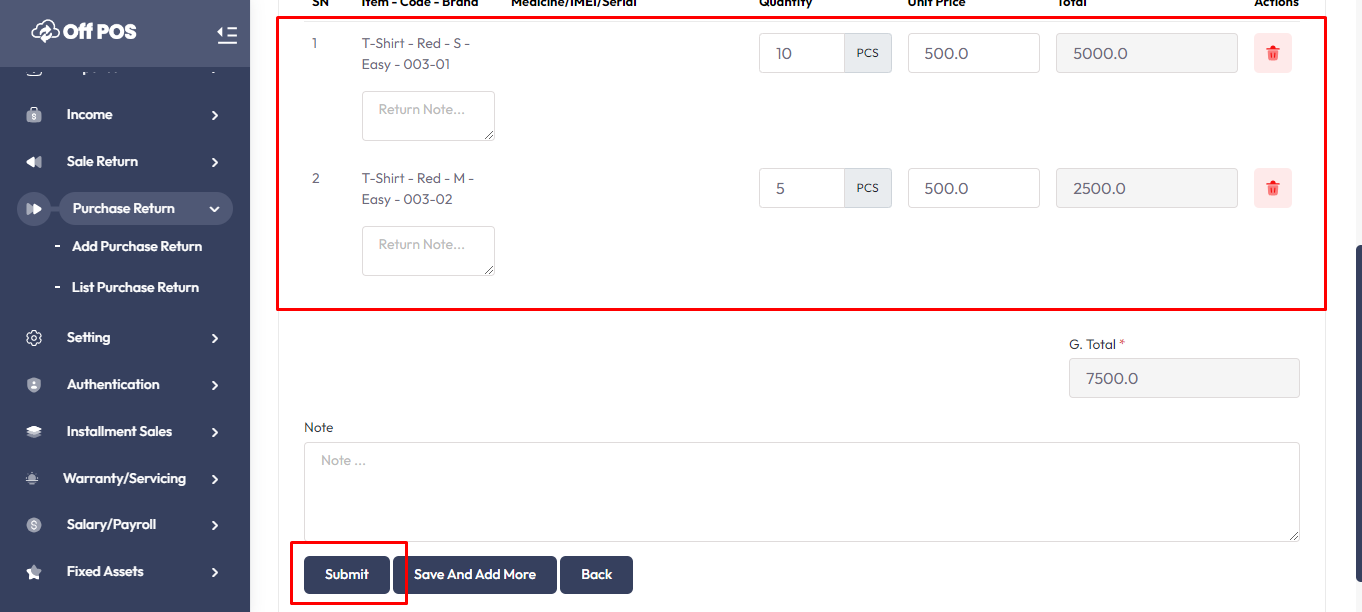 Off POS
Income
Sale Return
Purchase Return
- Add Purchase Return
- List Purchase Return
Setting
Authentication
Installment Sales
Warranty/Servicing
Salary/Payroll
Fixed Assets
SN Item - Code - Brand Medicine/IMEI/Serial Quantity Unit Price Total Actions
1 T-Shirt - Red - S - 10 PCS 500.0 5000.0
Easy - 003-01
Return Note...
2 T-Shirt - Red - M - 5 PCS 500.0 2500.0
Easy - 003-02
Return Note...
G. Total *
7500.0
Note
Note ...
Submit Save And Add More Back